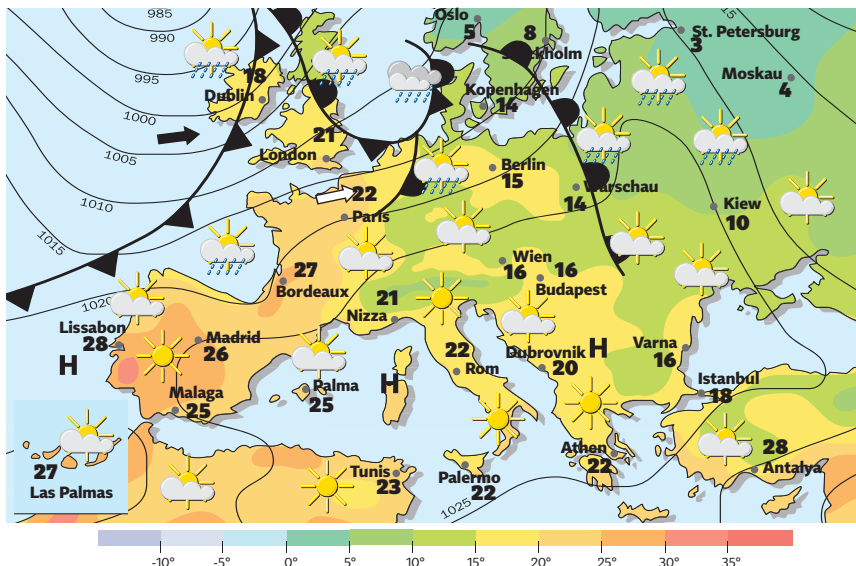 985
990
995
1000
1005
1010
1015
1020
1025
15
Oslo
5
8
Stockholm
St. Petersburg
3
Moskau
4
18
Dublin
Kopenhagen
14
21
London
Berlin
15
22
Paris
14
Warschau
Kiew
10
27
Bordeaux
Wien
16
16
Budapest
21
Nizza
Lissabon
28
Madrid
26
H
H
H
22
Rom
Dubrovnik
20
Varna
16
Malaga
25
Palma
25
Istanbul
18
27
Las Palmas
Tunis
23
Palermo
22
Athen
22
28
Antalya
-10° -5° 0° 5° 10° 15° 20° 25° 30° 35°